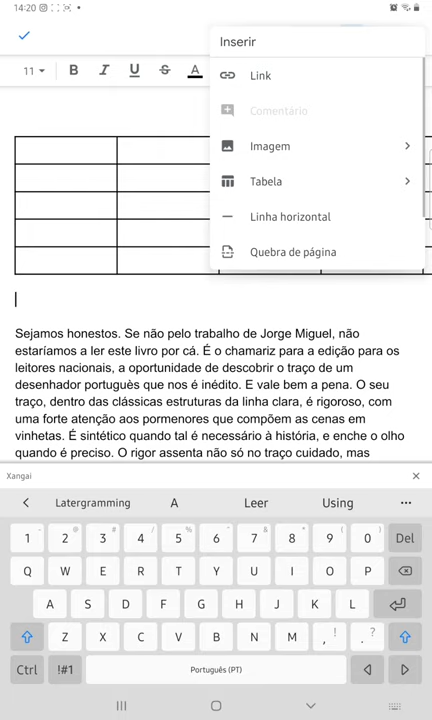 14:20
Inserir
11 B I U S A
Link
Comentário
Imagem
Tabela
Linha horizontal
Quebra de página
Sejamos honestos. Se não pelo trabalho de Jorge Miguel, não
estaríamos a ler este livro por cá. É o chamariz para a edição para os
leitores nacionais, a oportunidade de descobrir o traço de um
desenhador português que nos é inédito. E vale bem a pena. O seu
traço, dentro das clássicas estruturas da linha clara, é rigoroso, com
uma forte atenção aos pormenores que compõem as cenas em
vinhetas. É sintético quando tal é necessário à história, e enche o olho
quando é preciso. O rigor assenta não só no traço cuidado, mas
Xangai
Latergramming A Leer Using
1 2 @ 3 # 4 / 5 % 6 ^ 7 & 8 * 9 ( 0 ) Del
Q W E R T Y U I O P
A S D F G H J K L
Z X C V B N M , ! . ?
Ctrl !#1 Português (PT)